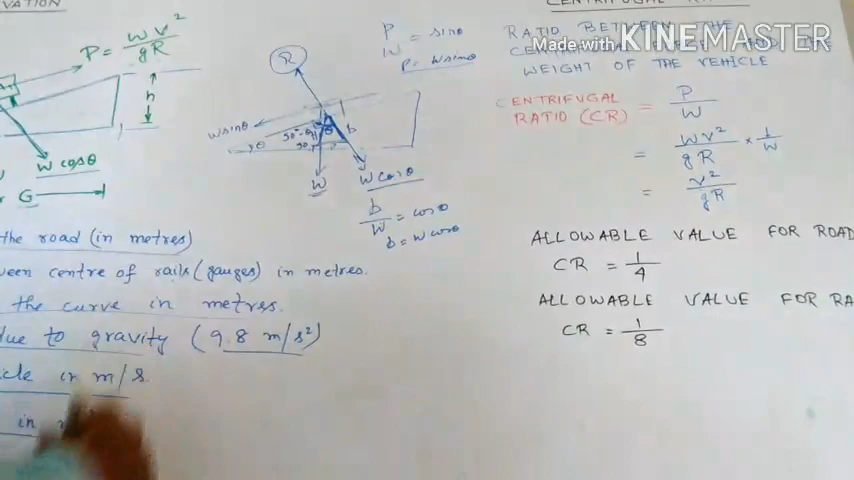 VATION
P = WV²/gR
h
W cosθ
G
R
P/W = sinθ
P = W sinθ
W sinθ
90°-θ
θ
b
W
W cosθ
b/W = cosθ
b = W cosθ
the road (in metres)
ween centre of rails (gauges) in metres.
the curve in metres.
due to gravity (9.8 m/s²)
cle in m/s.
in
RATIO BETWEEN THE
Made with KINEMASTER
WEIGHT OF THE VEHICLE
CENTRIFUGAL RATIO (CR) = P/W
= WV²/gR × 1/W
= V²/gR
ALLOWABLE VALUE FOR ROAD
CR = 1/4
ALLOWABLE VALUE FOR RA
CR = 1/8